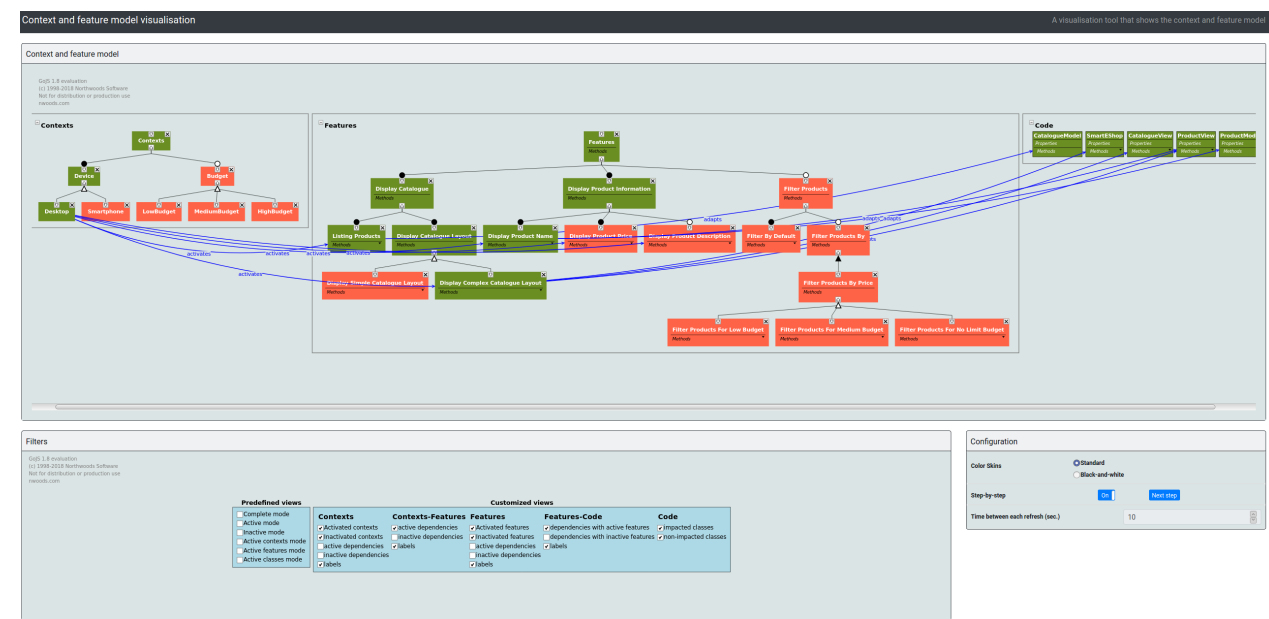 Context and feature model visualisation
A visualisation tool that shows the context and feature model
Context and feature model
GoJS 1.8 evaluation
(c) 1998-2018 Northwoods Software
Not for distribution or production use
nwoods.com
Contexts
Contexts
Device
Budget
Desktop
Smartphone
LowBudget
MediumBudget
HighBudget
Features
Features
Methods
Display Catalogue
Methods
Display Product Information
Methods
Filter Products
Methods
Listing Products
Methods
Display Catalogue Layout
Methods
Display Product Name
Methods
Display Product Price
Methods
Display Product Description
Methods
Filter By Default
Methods
Filter Products By
Methods
Display Simple Catalogue Layout
Methods
Display Complex Catalogue Layout
Methods
Filter Products By Price
Methods
Filter Products For Low Budget
Methods
Filter Products For Medium Budget
Methods
Filter Products For No Limit Budget
Methods
activates
activates
activates
activates
activates
adapts
adapts
adapts
Code
CatalogueModel
Properties
Methods
SmartEShop
Properties
Methods
CatalogueView
Properties
Methods
ProductView
Properties
Methods
ProductMod
Properties
Methods
Filters
GoJS 1.8 evaluation
(c) 1998-2018 Northwoods Software
Not for distribution or production use
nwoods.com
Predefined views
Complete mode
Active mode
Inactive mode
Active contexts mode
Active features mode
Active classes mode
Customized views
Contexts
Activated contexts
Inactivated contexts
active dependencies
inactive dependencies
labels
Contexts-Features
active dependencies
inactive dependencies
labels
Features
Activated features
Inactivated features
active dependencies
inactive dependencies
labels
Features-Code
dependencies with active features
dependencies with inactive features
labels
Code
impacted classes
non-impacted classes
Configuration
Color Skins
Standard
Black-and-white
Step-by-step
On
Next step
Time between each refresh (sec.)
10